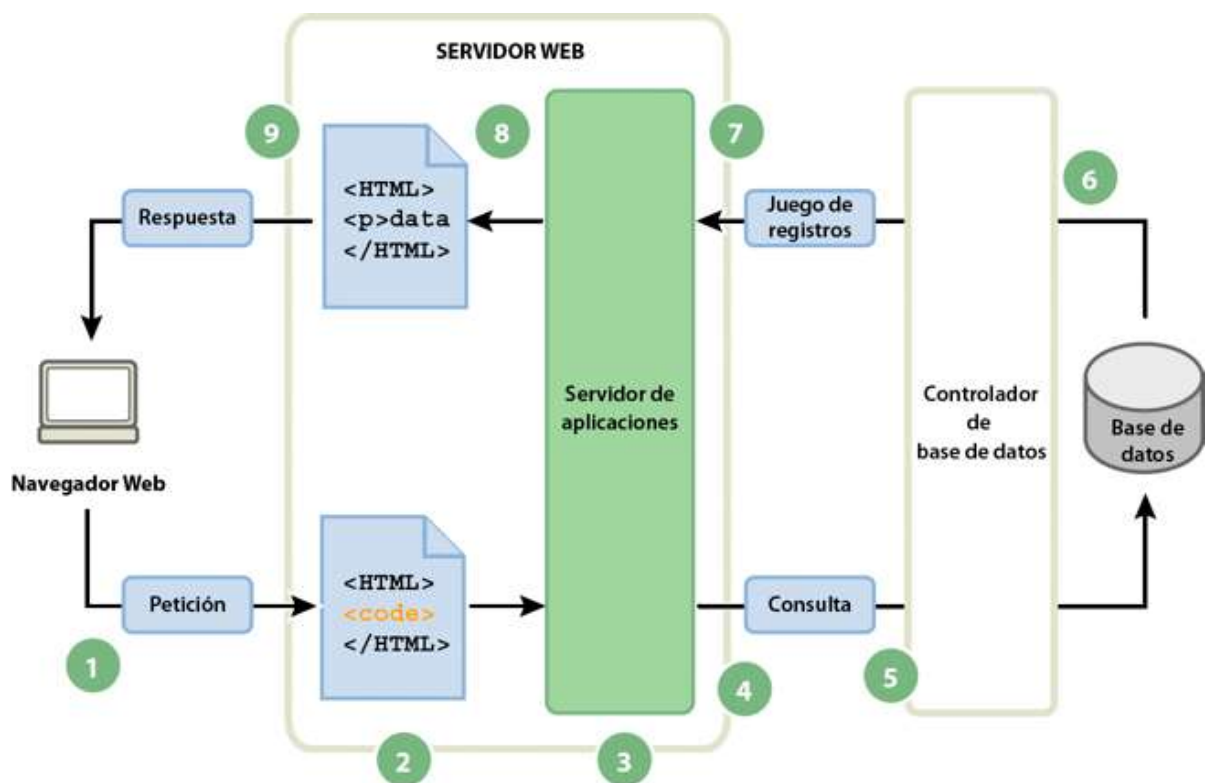 SERVIDOR WEB
9
8
7
6
<HTML>
<p>data
</HTML>
Respuesta
Juego de
registros
Servidor de
aplicaciones
Controlador
de
base de datos
Base de
datos
Navegador Web
Petición
<HTML>
<code>
</HTML>
Consulta
1
2
3
4
5